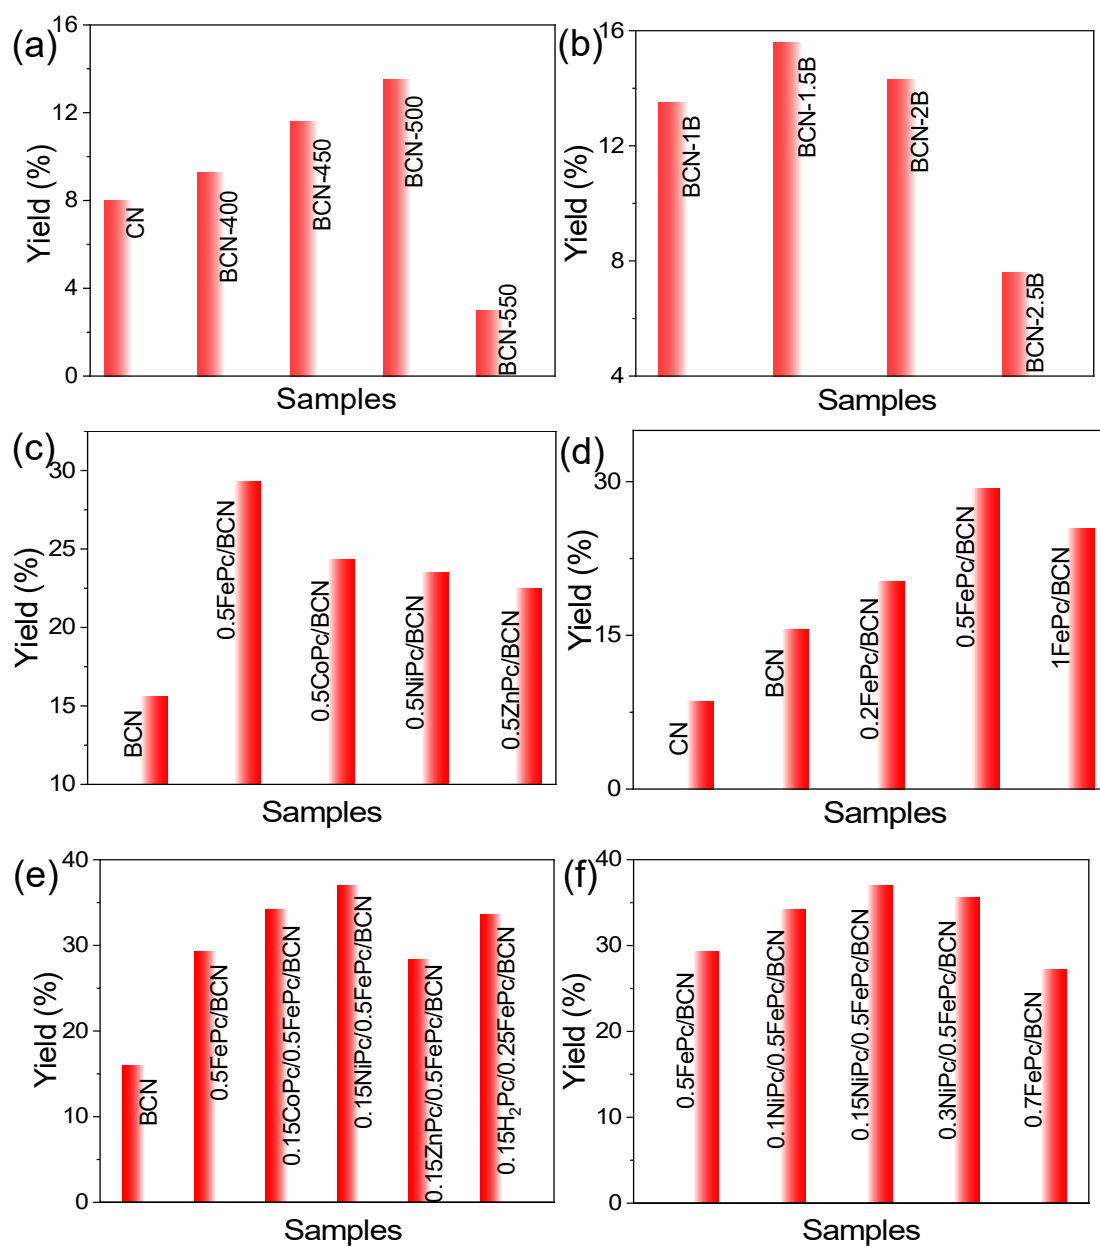 (a)
Yield (%)
16
12
8
4
0
CN
BCN-400
BCN-450
BCN-500
BCN-550
Samples
(b)
Yield (%)
16
12
8
4
BCN-1B
BCN-1.5B
BCN-2B
BCN-2.5B
Samples
(c)
Yield (%)
30
25
20
15
10
BCN
0.5FePc/BCN
0.5CoPc/BCN
0.5NiPc/BCN
0.5ZnPc/BCN
Samples
(d)
Yield (%)
30
15
0
CN
BCN
0.2FePc/BCN
0.5FePc/BCN
1FePc/BCN
Samples
(e)
Yield (%)
40
30
20
10
0
BCN
0.5FePc/BCN
0.15CoPc/0.5FePc/BCN
0.15NiPc/0.5FePc/BCN
0.15ZnPc/0.5FePc/BCN
0.15H₂Pc/0.25FePc/BCN
Samples
(f)
Yield (%)
40
30
20
10
0
0.5FePc/BCN
0.1NiPc/0.5FePc/BCN
0.15NiPc/0.5FePc/BCN
0.3NiPc/0.5FePc/BCN
0.7FePc/BCN
Samples